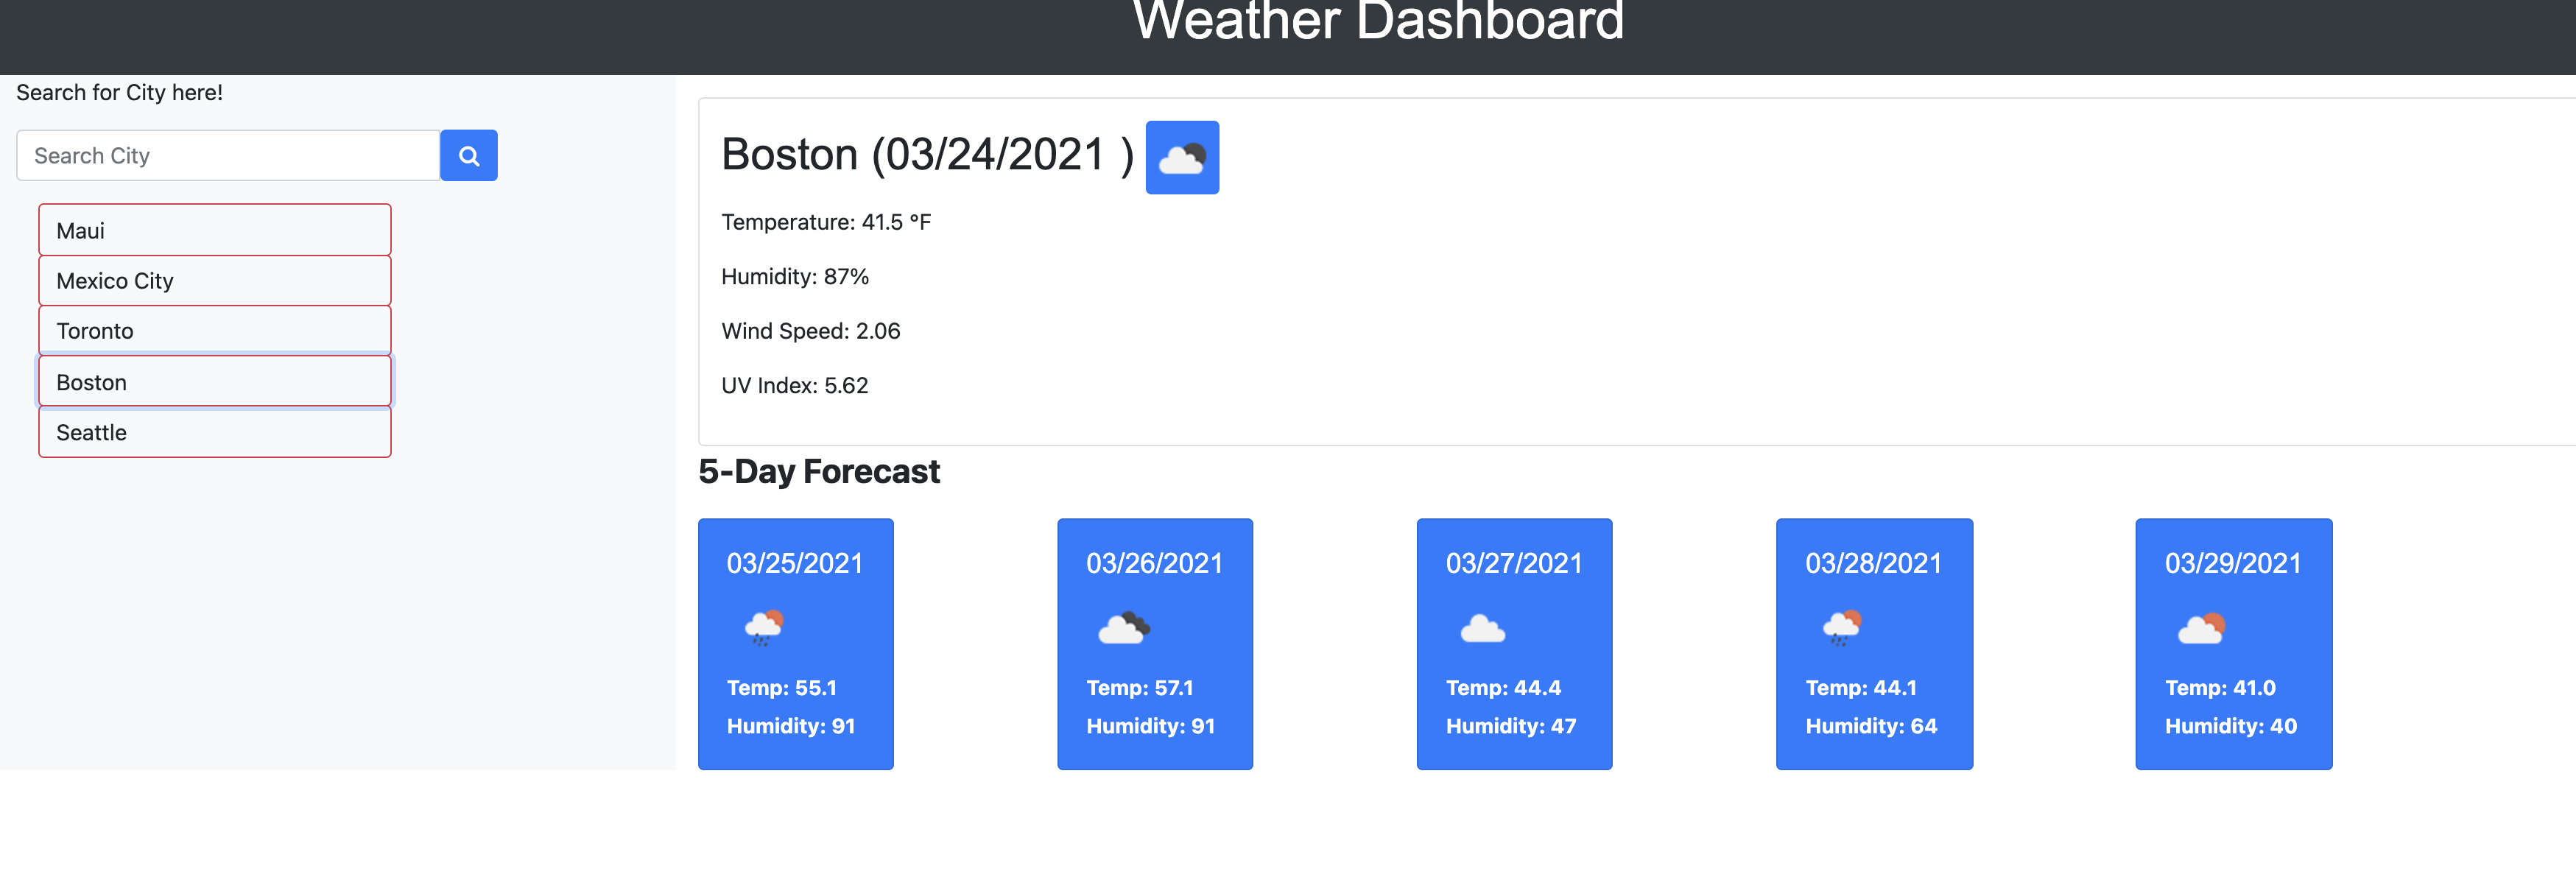 Weather Dashboard
Search for City here!
Search City
Maui
Mexico City
Toronto
Boston
Seattle
Boston (03/24/2021 )
Temperature: 41.5 °F
Humidity: 87%
Wind Speed: 2.06
UV Index: 5.62
5-Day Forecast
03/25/2021
Temp: 55.1
Humidity: 91
03/26/2021
Temp: 57.1
Humidity: 91
03/27/2021
Temp: 44.4
Humidity: 47
03/28/2021
Temp: 44.1
Humidity: 64
03/29/2021
Temp: 41.0
Humidity: 40